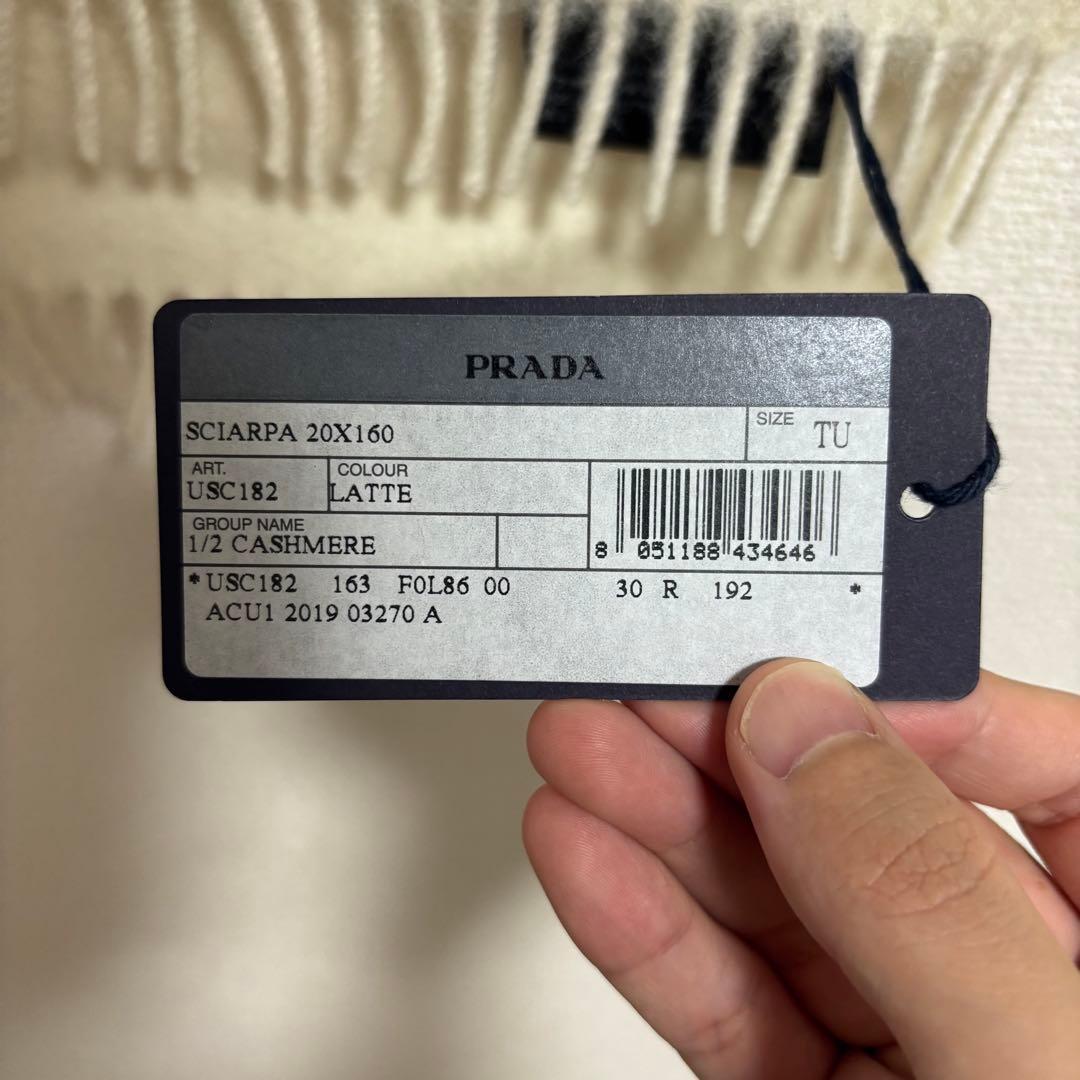 PRADA
SCIARPA 20X160
SIZE TU
ART. COLOUR
USC182 LATTE
GROUP NAME
1/2 CASHMERE
8 051188 434646
* USC182 163 F0L86 00 30 R 192 *
ACU1 2019 03270 A